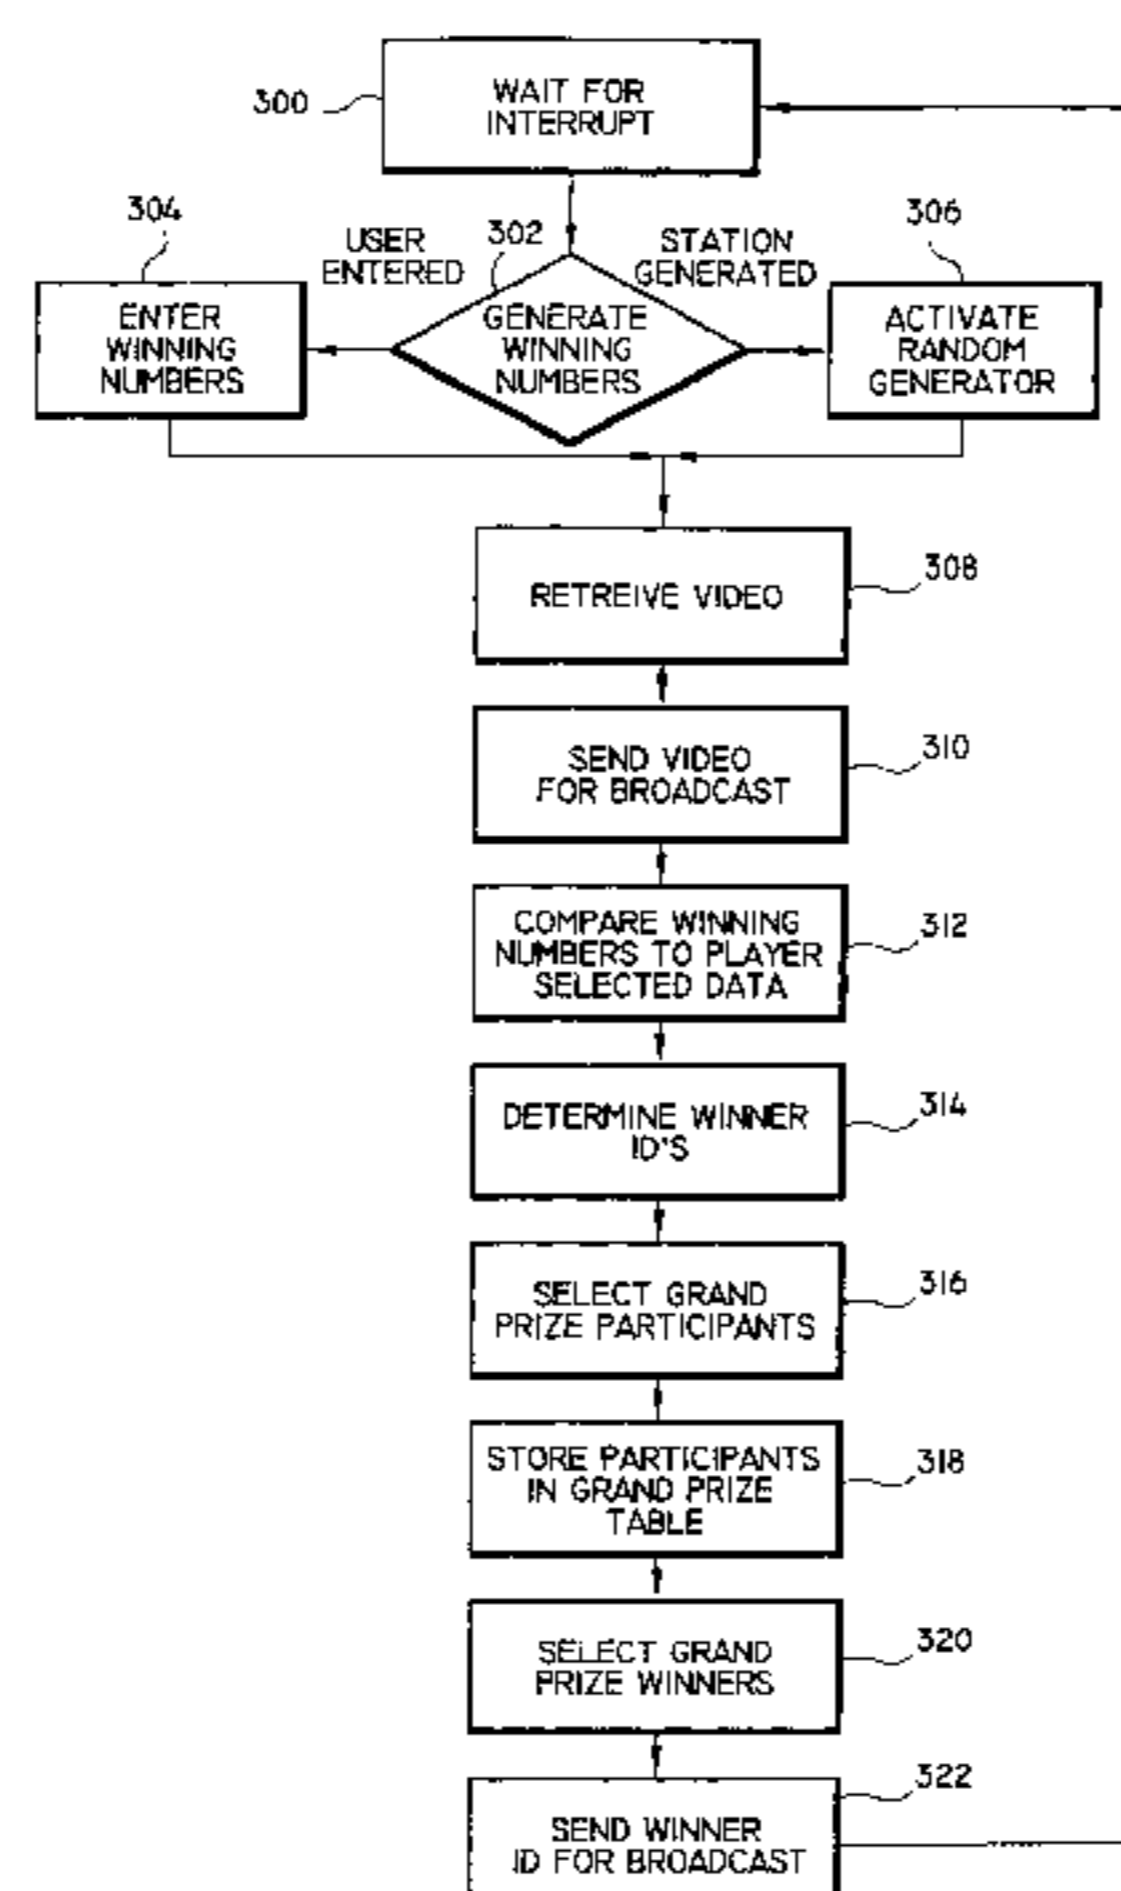 300
WAIT FOR
INTERRUPT
304
USER
ENTERED
302
STATION
GENERATED
306
ENTER
WINNING
NUMBERS
GENERATE
WINNING
NUMBERS
ACTIVATE
RANDOM
GENERATOR
RETREIVE VIDEO
308
SEND VIDEO
FOR BROADCAST
310
COMPARE WINNING
NUMBERS TO PLAYER
SELECTED DATA
312
DETERMINE WINNER
ID'S
314
SELECT GRAND
PRIZE PARTICIPANTS
316
STORE PARTICIPANTS
IN GRAND PRIZE
TABLE
318
SELECT GRAND
PRIZE WINNERS
320
SEND WINNER
ID FOR BROADCAST
322